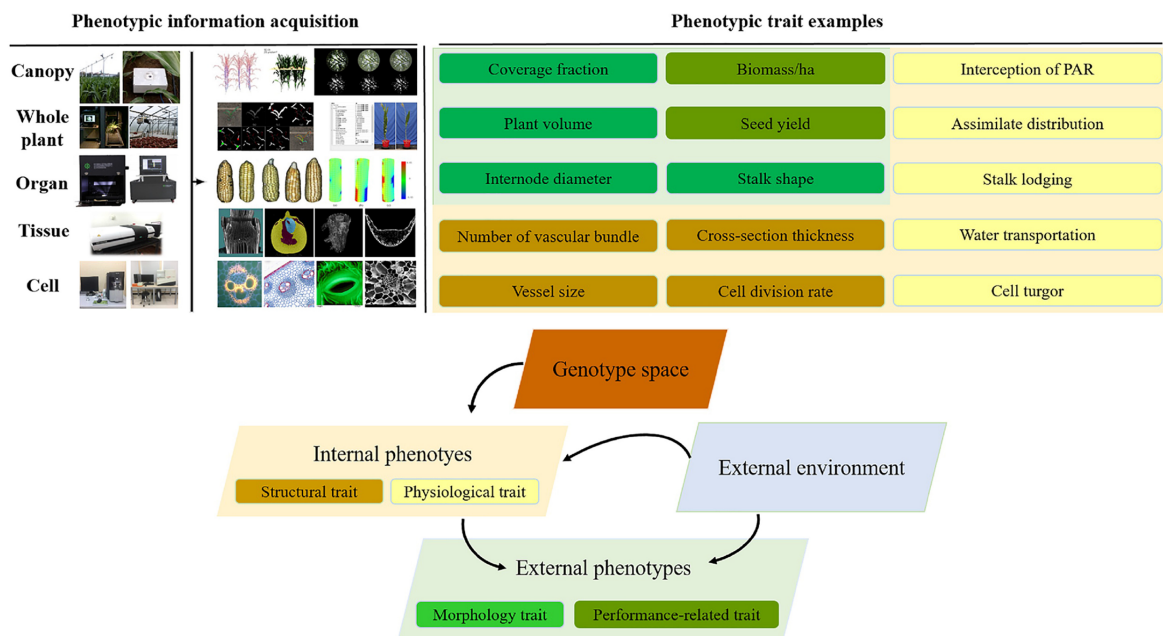 Phenotypic information acquisition
Phenotypic trait examples
Canopy
Coverage fraction
Biomass/ha
Interception of PAR
Whole
plant
Plant volume
Seed yield
Assimilate distribution
Organ
Internode diameter
Stalk shape
Stalk lodging
Tissue
Number of vascular bundle
Cross-section thickness
Water transportation
Cell
Vessel size
Cell division rate
Cell turgor
Genotype space
Internal phenotyes
Structural trait
Physiological trait
External environment
External phenotypes
Morphology trait
Performance-related trait